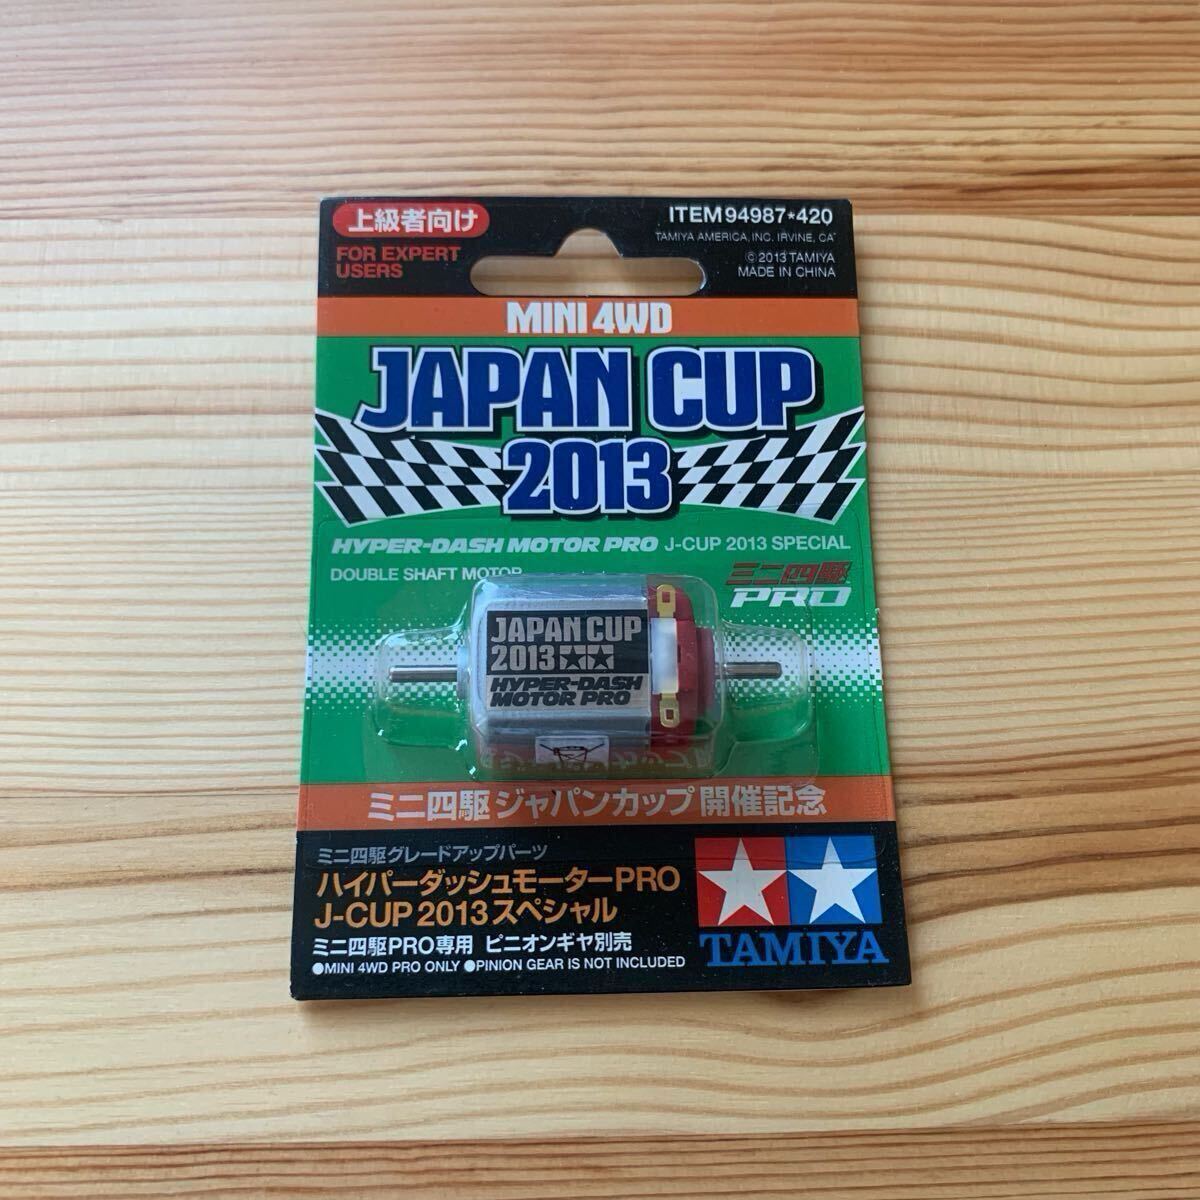 上級者向け
FOR EXPERT
USERS
ITEM 94987*420
TAMIYA AMERICA, INC. IRVINE, CA
© 2013 TAMIYA
MADE IN CHINA
MINI 4WD
JAPAN CUP
2013
HYPER-DASH MOTOR PRO J-CUP 2013 SPECIAL
DOUBLE SHAFT MOTOR
ミニ四駆
PRO
JAPAN CUP
2013
HYPER-DASH
MOTOR PRO
ミニ四駆 ジャパンカップ 開催記念
ミニ四駆グレードアップパーツ
ハイパーダッシュモーターPRO
J-CUP 2013スペシャル
ミニ四駆PRO専用 ピニオンギヤ別売
●MINI 4WD PRO ONLY ●PINION GEAR IS NOT INCLUDED
TAMIYA